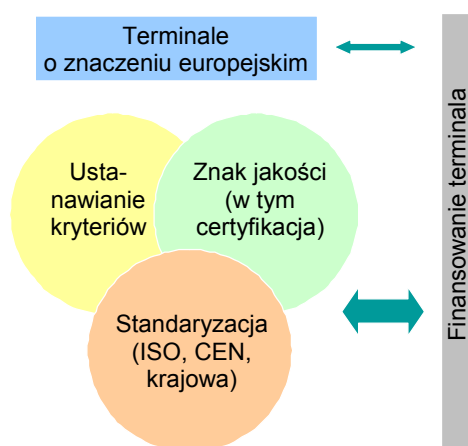 Terminale
o znaczeniu europejskim
Usta-
nawianie
kryteriów
Znak jakości
(w tym
certyfikacja)
Standaryzacja
(ISO, CEN,
krajowa)
Finansowanie terminala